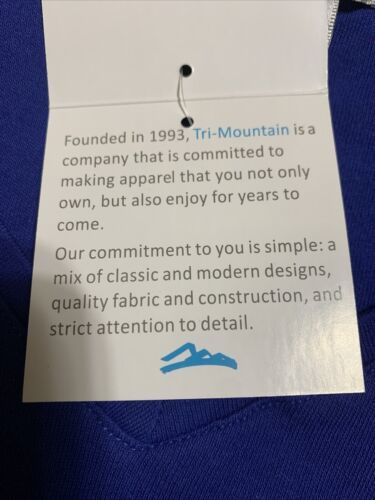 Founded in 1993, Tri-Mountain is a
company that is committed to
making apparel that you not only
own, but also enjoy for years to
come.
Our commitment to you is simple: a
mix of classic and modern designs,
quality fabric and construction, and
strict attention to detail.